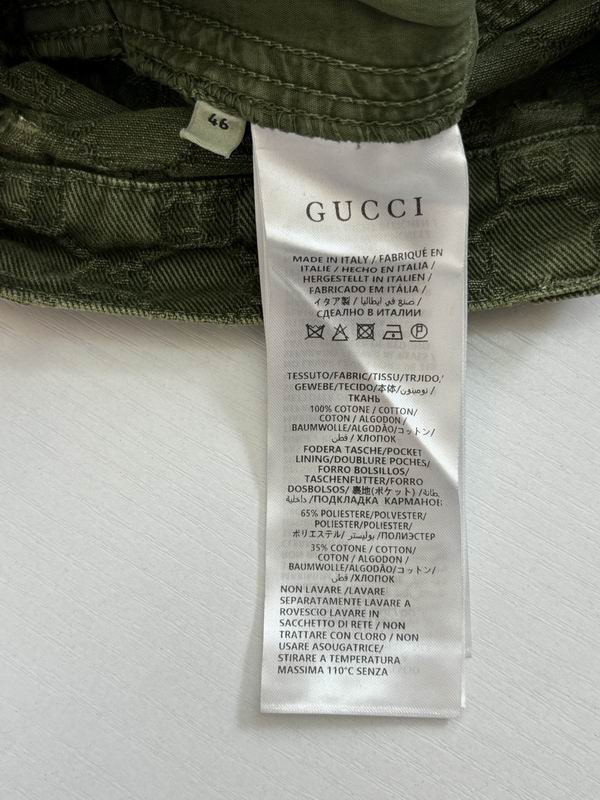 46
GUCCI
MADE IN ITALY / FABRIQUÉ EN
ITALIE / HECHO EN ITALIA /
HERGESTELLT IN ITALIEN /
FABRICADO EM ITÁLIA /
イタリア製 / صنع في ايطاليا /
СДЕЛАНО В ИТАЛИИ
TESSUTO/FABRIC/TISSU/TRJIDO/
GEWEBE/TECIDO/本体/
ТКАНЬ
100% COTONE / COTTON/
COTON / ALGODON /
BAUMWOLLE/ALGODÃO/コットン/
قطن / ХЛОПОК
FODERA TASCHE/POCKET
LINING/DOUBLURE POCHES/
FORRO BOLSILLOS/
TASCHENFUTTER/FORRO
DOSBOLSOS/ 裏地(ポケット) /بطانة
داخلية /ПОДКЛАДКА КАРМАНОВ
65% POLIESTERE/POLYESTER/
POLIESTER/POLIESTER/
ポリエステル/ بوليستر /ПОЛИЭСТЕР
35% COTONE / COTTON/
COTON / ALGODON /
BAUMWOLLE/ALGODÃO/コットン/
قطن /ХЛОПОК
NON LAVARE /LAVARE
SEPARATAMENTE LAVARE A
ROVESCIO LAVARE IN
SACCHETTO DI RETE / NON
TRATTARE CON CLORO / NON
USARE ASOUGATRICE/
STIRARE A TEMPERATURA
MASSIMA 110°C SENZA